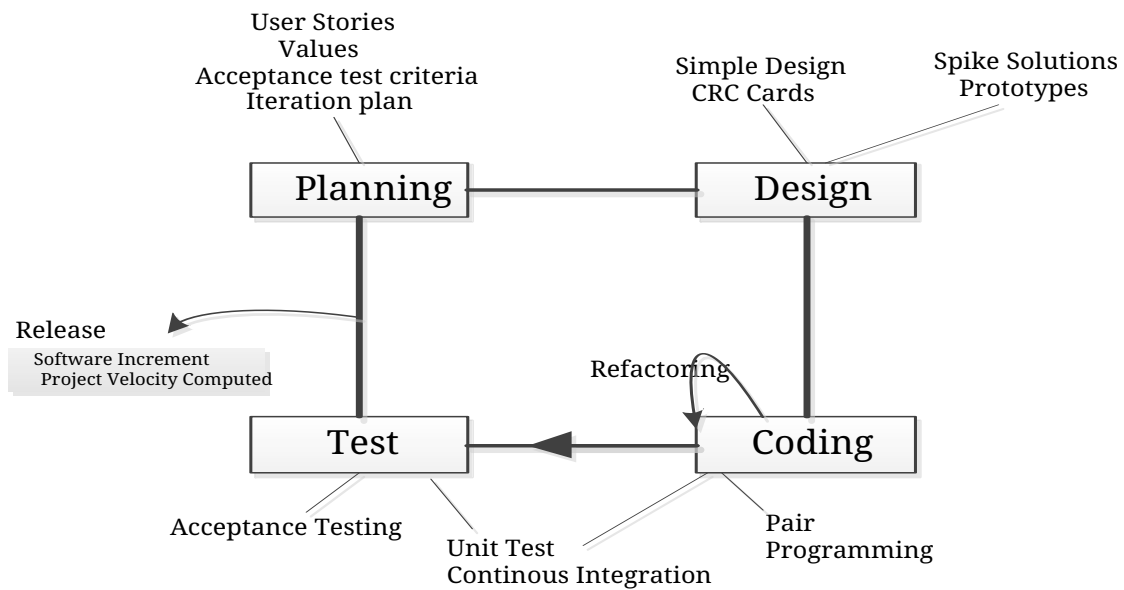 User Stories
Values
Acceptance test criteria
Iteration plan
Simple Design
CRC Cards
Spike Solutions
Prototypes
Planning
Design
Release
Software Increment
Project Velocity Computed
Refactoring
Test
Coding
Acceptance Testing
Unit Test
Continous Integration
Pair
Programming